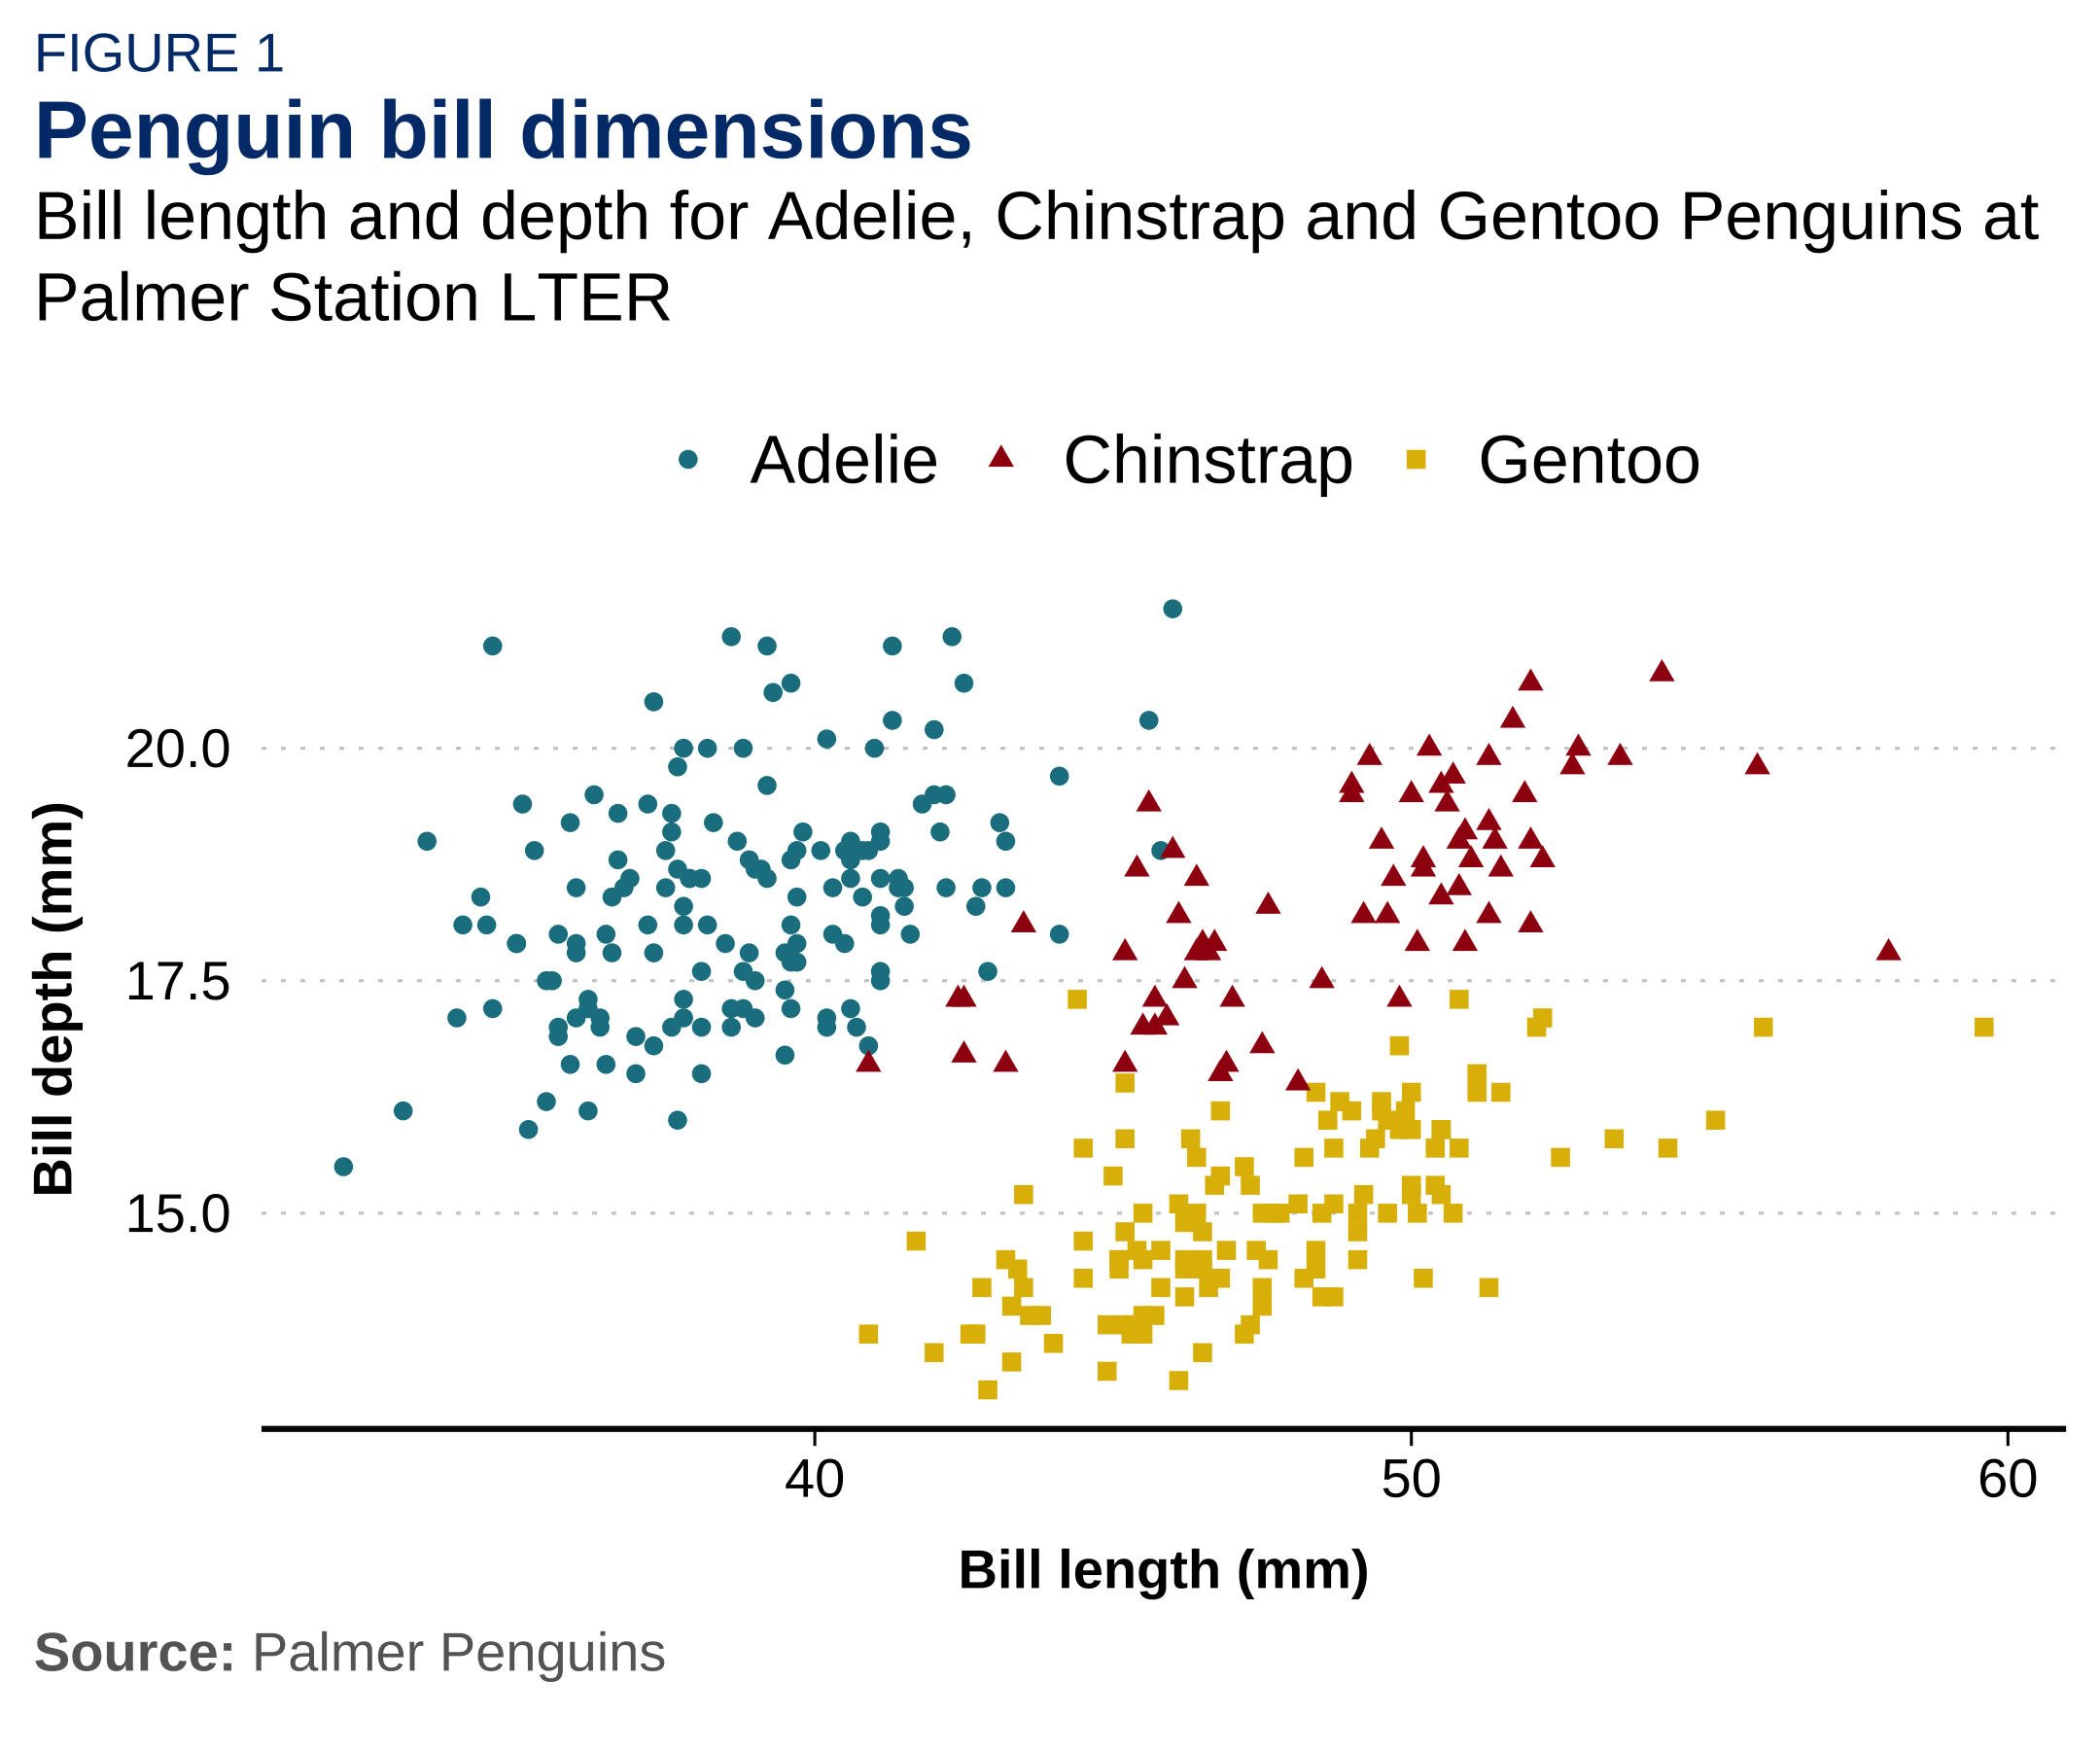 FIGURE 1
Penguin bill dimensions
Bill length and depth for Adelie, Chinstrap and Gentoo Penguins at
Palmer Station LTER
Adelie Chinstrap Gentoo
20.0
17.5
15.0
Bill depth (mm)
40 50 60
Bill length (mm)
Source: Palmer Penguins